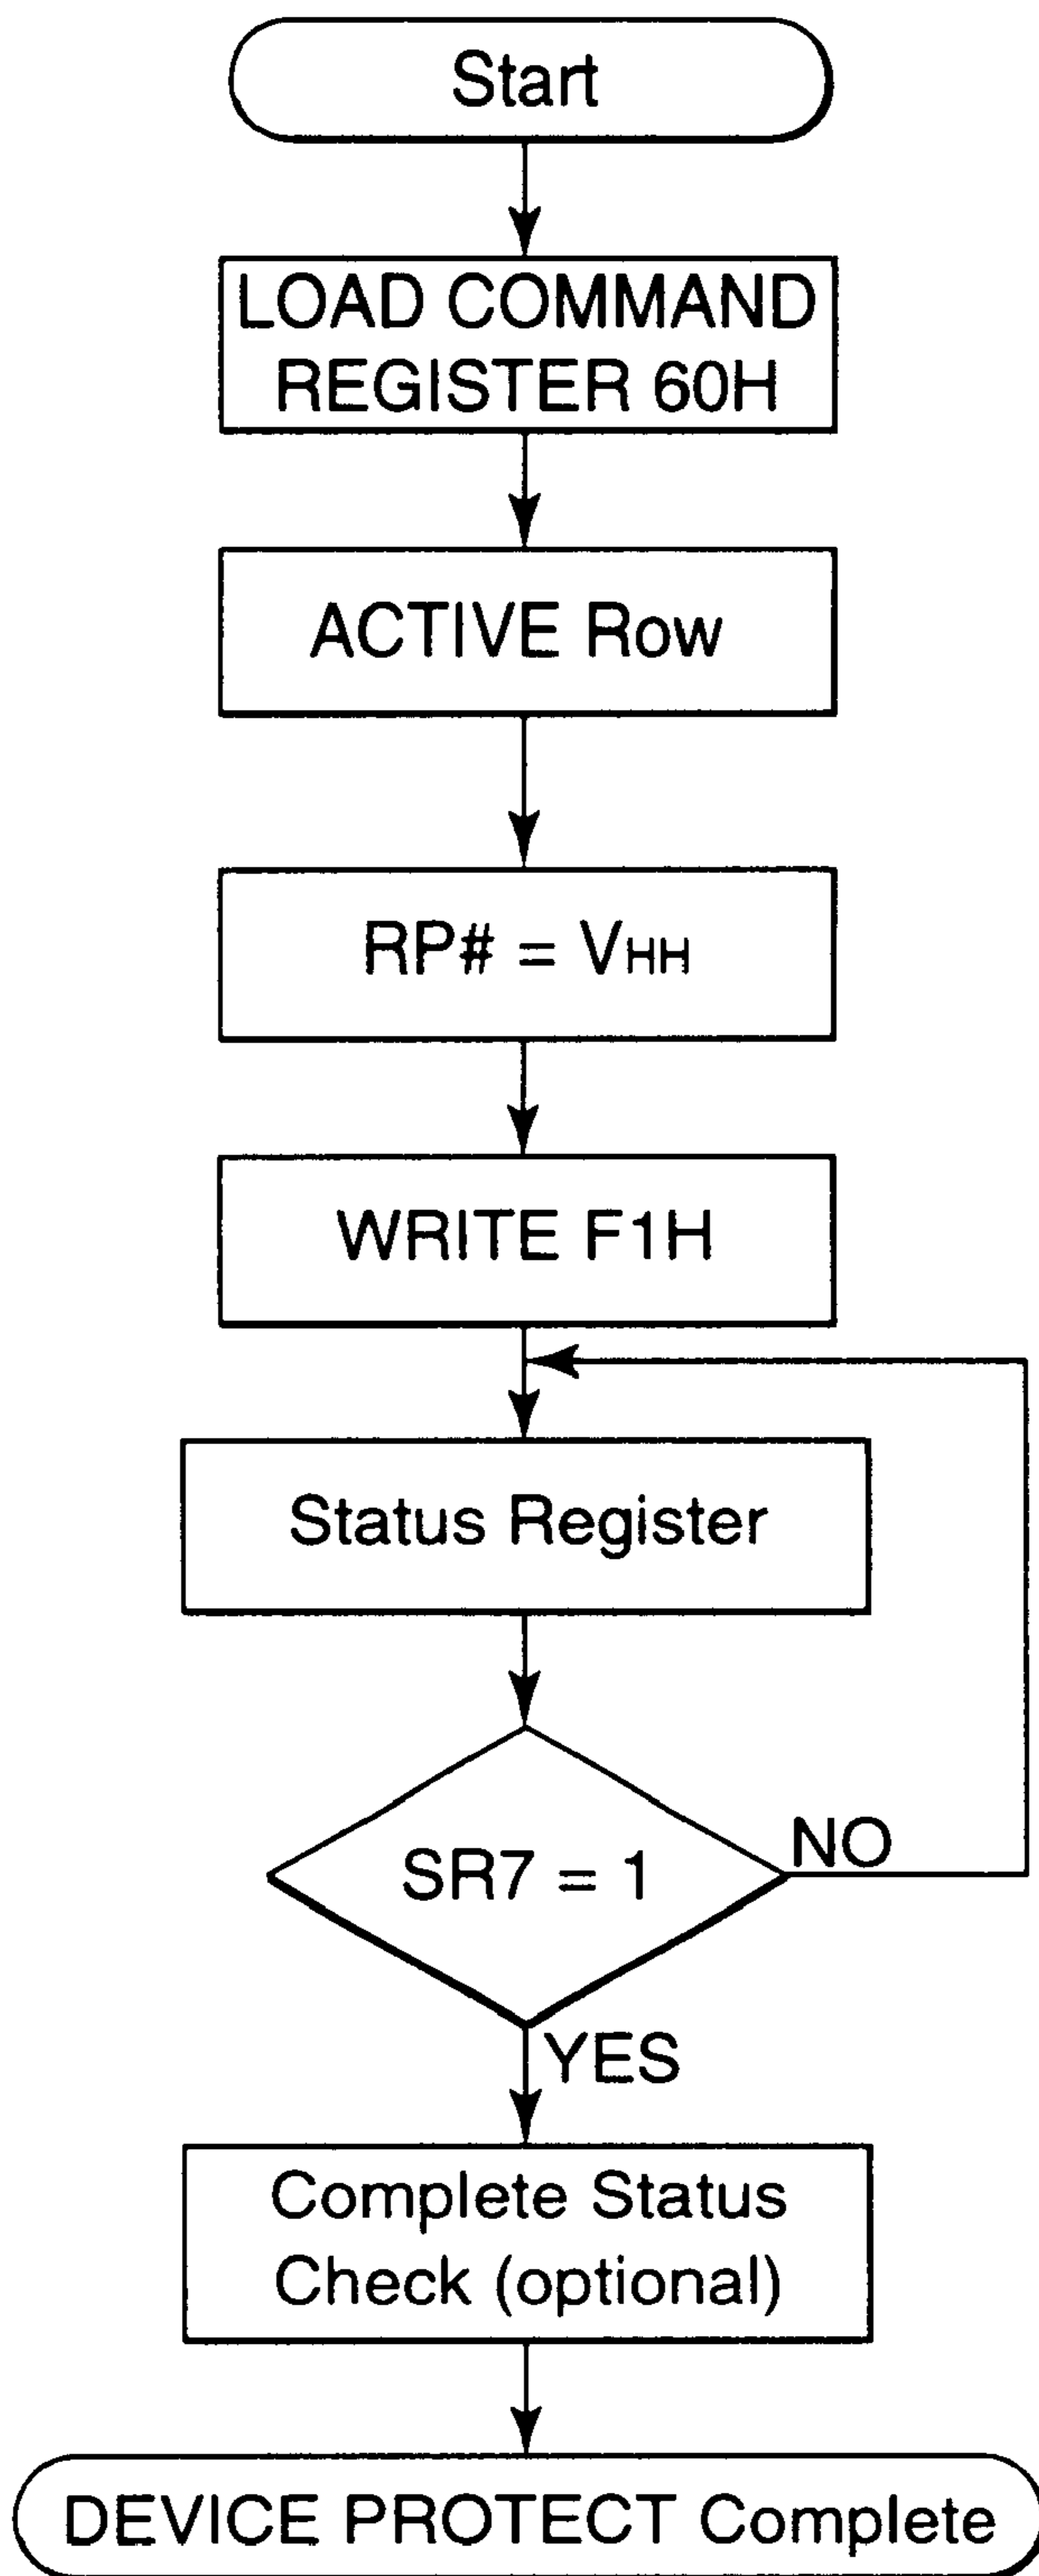 Start
LOAD COMMAND
REGISTER 60H
ACTIVE Row
RP# = VHH
WRITE F1H
Status Register
SR7 = 1
NO
YES
Complete Status
Check (optional)
DEVICE PROTECT Complete